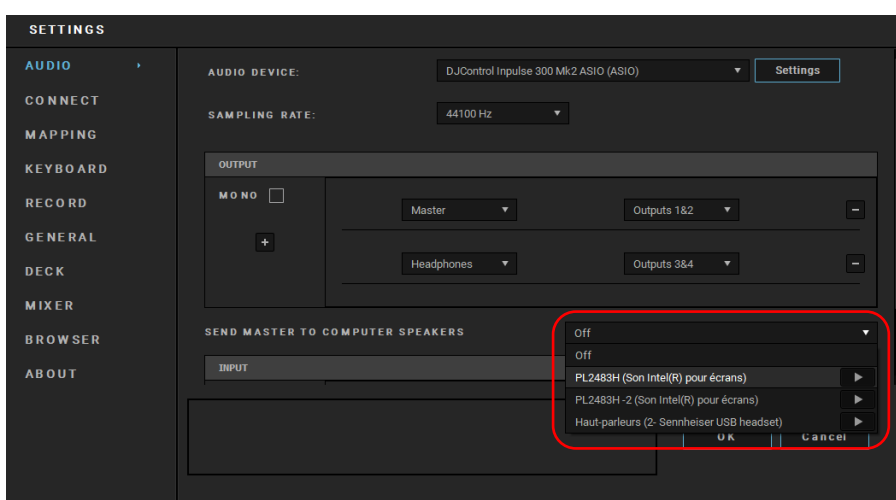 SETTINGS
AUDIO
CONNECT
MAPPING
KEYBOARD
RECORD
GENERAL
DECK
MIXER
BROWSER
ABOUT
AUDIO DEVICE: DJControl Inpulse 300 Mk2 ASIO (ASIO) Settings
SAMPLING RATE: 44100 Hz
OUTPUT
MONO
+
Master Outputs 1&2 −
Headphones Outputs 3&4 −
SEND MASTER TO COMPUTER SPEAKERS Off
Off
INPUT
PL2483H (Son Intel(R) pour écrans)
PL2483H -2 (Son Intel(R) pour écrans)
Haut-parleurs (2- Sennheiser USB headset)
OK Cancel